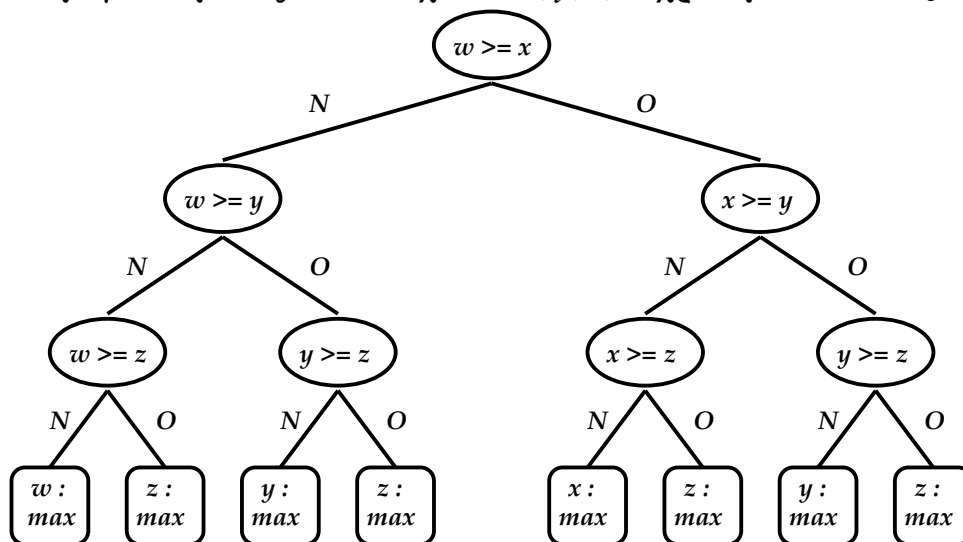 w >= x
N O
w >= y x >= y
N O N O
w >= z y >= z x >= z y >= z
N O N O N O N O
w : z : y : z : x : z : y : z :
max max max max max max max max